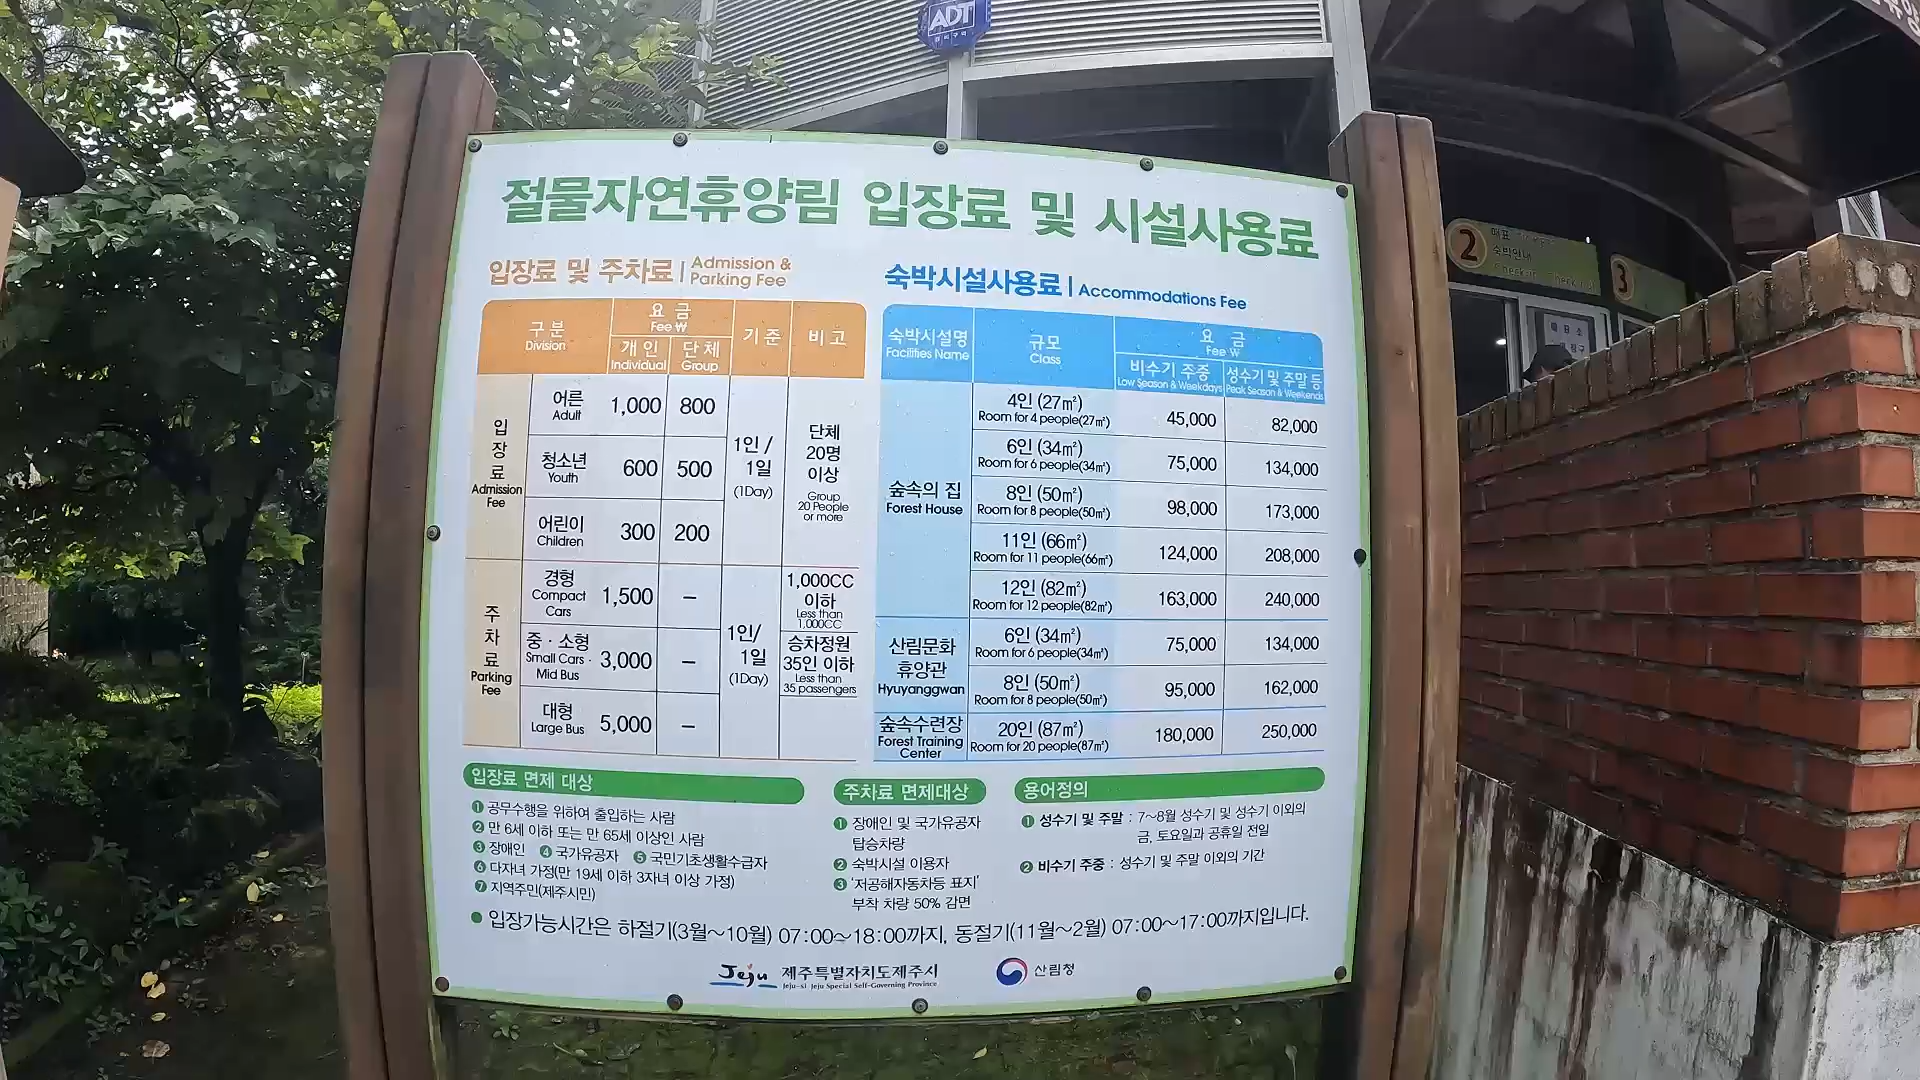 ADT
절물자연휴양림 입장료 및 시설사용료
입장료 및 주차료 | Admission & Parking Fee
구분 Division
요금 Fee ₩
개인 Individual
단체 Group
기준
비고
입장료 Admission Fee
어른 Adult 1,000 800
청소년 Youth 600 500
어린이 Children 300 200
1인 / 1일 (1Day)
단체 20명 이상
Group 20 People or more
주차료 Parking Fee
경형 Compact Cars 1,500 –
중 · 소형 Small Cars · Mid Bus 3,000 –
대형 Large Bus 5,000 –
1인/ 1일 (1Day)
1,000CC 이하
Less than 1,000CC
승차정원 35인 이하
Less than 35 passengers
숙박시설사용료 | Accommodations Fee
숙박시설명 Facilities Name
규모 Class
요금 Fee ₩
비수기 주중 Low Season & Weekdays
성수기 및 주말 등 Peak Season & Weekends
숲속의 집 Forest House
4인 (27㎡) Room for 4 people(27㎡) 45,000 82,000
6인 (34㎡) Room for 6 people(34㎡) 75,000 134,000
8인 (50㎡) Room for 8 people(50㎡) 98,000 173,000
11인 (66㎡) Room for 11 people(66㎡) 124,000 208,000
12인 (82㎡) Room for 12 people(82㎡) 163,000 240,000
산림문화 휴양관 Hyuyanggwan
6인 (34㎡) Room for 6 people(34㎡) 75,000 134,000
8인 (50㎡) Room for 8 people(50㎡) 95,000 162,000
숲속수련장 Forest Training Center
20인 (87㎡) Room for 20 people(87㎡) 180,000 250,000
입장료 면제 대상
❶ 공무수행을 위하여 출입하는 사람
❷ 만 6세 이하 또는 만 65세 이상인 사람
❸ 장애인 ❹ 국가유공자 ❺ 국민기초생활수급자
❻ 다자녀 가정(만 19세 이하 3자녀 이상 가정)
❼ 지역주민(제주시민)
주차료 면제대상
❶ 장애인 및 국가유공자
탑승차량
❷ 숙박시설 이용자
❸ '저공해자동차등 표지'
부착 차량 50% 감면
용어정의
❶ 성수기 및 주말 : 7~8월 성수기 및 성수기 이외의
금, 토요일과 공휴일 전일
❷ 비수기 주중 : 성수기 및 주말 이외의 기간
● 입장가능시간은 하절기(3월~10월) 07:00~18:00까지, 동절기(11월~2월) 07:00~17:00까지입니다.
Jeju 제주특별자치도제주시
Jeju-si Jeju Special Self-Governing Province
산림청
2 매표
숙박안내
3